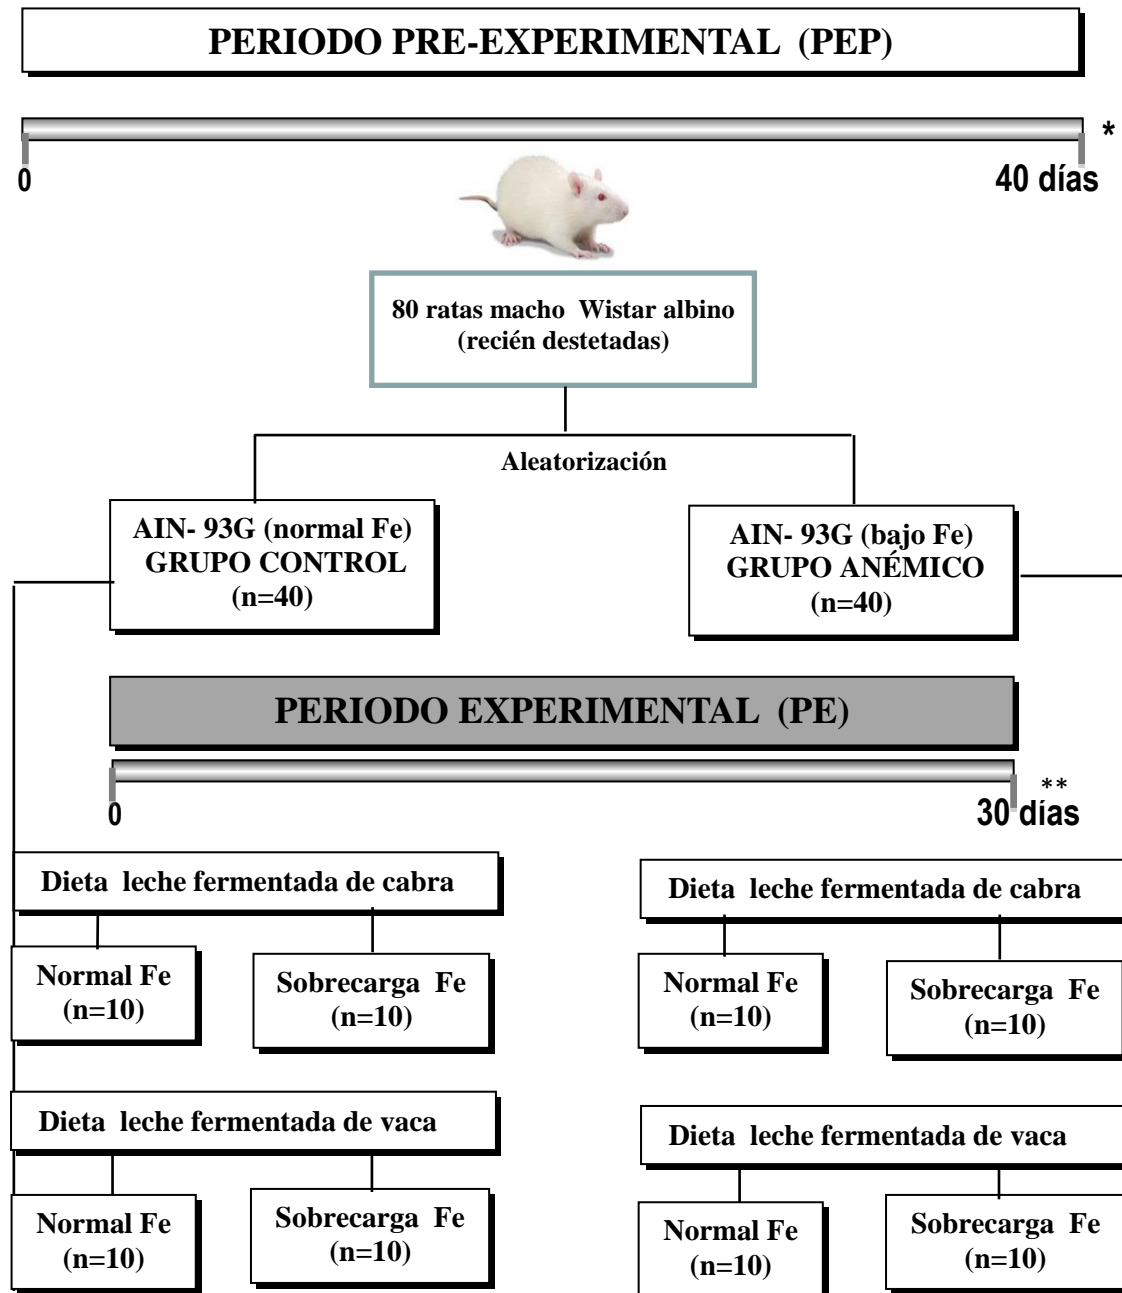 PERIODO PRE-EXPERIMENTAL (PEP)
*
0
40 días
80 ratas macho Wistar albino
(recién destetadas)
Aleatorización
AIN- 93G (normal Fe)
GRUPO CONTROL
(n=40)
AIN- 93G (bajo Fe)
GRUPO ANÉMICO
(n=40)
PERIODO EXPERIMENTAL (PE)
**
0
30 días
Dieta leche fermentada de cabra
Normal Fe
(n=10)
Sobrecarga Fe
(n=10)
Dieta leche fermentada de cabra
Normal Fe
(n=10)
Sobrecarga Fe
(n=10)
Dieta leche fermentada de vaca
Normal Fe
(n=10)
Sobrecarga Fe
(n=10)
Dieta leche fermentada de vaca
Normal Fe
(n=10)
Sobrecarga Fe
(n=10)